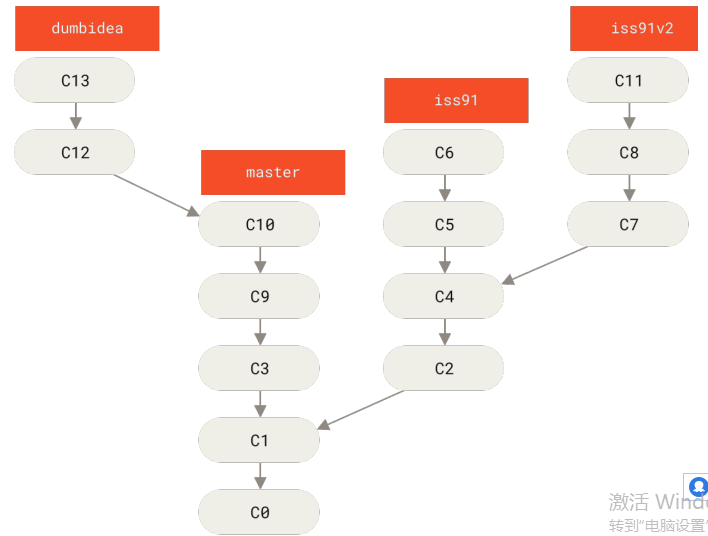 dumbidea
iss91v2
C13
C11
iss91
C12
C6
C8
master
C10
C5
C7
C9
C4
C3
C2
C1
C0
激活
转到"电脑设置"